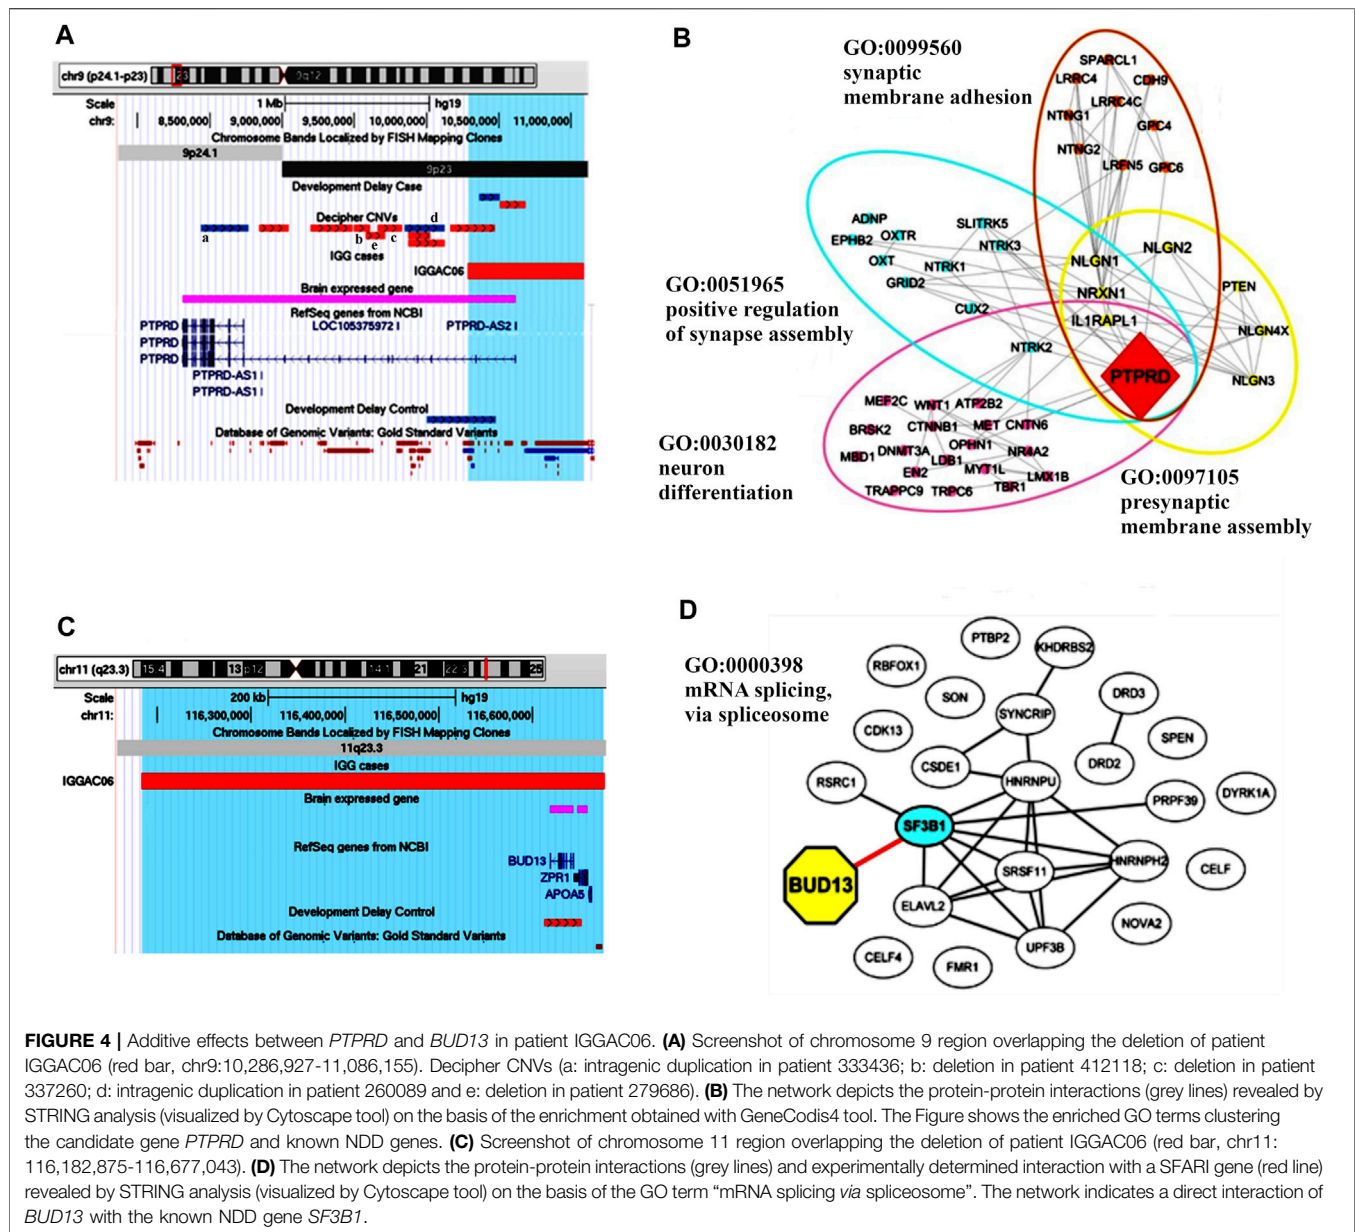 A
chr9 (p24.1-p23)
23
9q12
Scale
1 Mb
hg19
chr9:
8,500,000
9,000,000
9,500,000
10,000,000
10,500,000
11,000,000
Chromosome Bands Localized by FISH Mapping Clones
9p24.1
9p23
Development Delay Case
Decipher CNVs
a
b
e
c
d
IGG cases
IGGAC06
Brain expressed gene
RefSeq genes from NCBI
PTPRD
LOC105375972
PTPRD-AS2
PTPRD
PTPRD
PTPRD-AS1
PTPRD-AS1
Development Delay Control
Database of Genomic Variants: Gold Standard Variants
B
GO:0099560
synaptic
membrane adhesion
SPARCL1
LRRC4
CDH9
LRRC4C
NTNG1
GPC4
NTNG2
LRFN5
GPC6
ADNP
SLITRK5
EPHB2
OXTR
NTRK3
NLGN2
OXT
NTRK1
NLGN1
GO:0051965
positive regulation
of synapse assembly
GRID2
NRXN1
PTEN
CUX2
IL1RAPL1
NLGN4X
NTRK2
PTPRD
NLGN3
MEF2C
WNT1
ATP2B2
BRSK2
CTNNB1
MET
CNTN6
GO:0030182
neuron
differentiation
MBD1
DNMT3A
OPHN1
NR4A2
LDB1
EN2
MYT1L
LMX1B
TRAPPC9
TRPC6
TBR1
GO:0097105
presynaptic
membrane assembly
C
chr11 (q23.3)
15.4
13
p12
14.1
21
22.3
25
Scale
200 kb
hg19
chr11:
116,300,000
116,400,000
116,500,000
116,600,000
Chromosome Bands Localized by FISH Mapping Clones
11q23.3
IGG cases
IGGAC06
Brain expressed gene
RefSeq genes from NCBI
BUD13
ZPR1
APOA5
Development Delay Control
Database of Genomic Variants: Gold Standard Variants
D
GO:0000398
mRNA splicing,
via spliceosome
PTBP2
KHDRBS2
RBFOX1
SON
DRD3
SYNCRIP
CDK13
SPEN
CSDE1
DRD2
RSRC1
HNRNPU
PRPF39
DYRK1A
SF3B1
BUD13
SRSF11
HNRNPH2
CELF
ELAVL2
NOVA2
UPF3B
CELF4
FMR1
FIGURE 4 | Additive effects between PTPRD and BUD13 in patient IGGAC06. (A) Screenshot of chromosome 9 region overlapping the deletion of patient
IGGAC06 (red bar, chr9:10,286,927-11,086,155). Decipher CNVs (a: intragenic duplication in patient 333436; b: deletion in patient 412118; c: deletion in patient
337260; d: intragenic duplication in patient 260089 and e: deletion in patient 279686). (B) The network depicts the protein-protein interactions (grey lines) revealed by
STRING analysis (visualized by Cytoscape tool) on the basis of the enrichment obtained with GeneCodis4 tool. The Figure shows the enriched GO terms clustering
the candidate gene PTPRD and known NDD genes. (C) Screenshot of chromosome 11 region overlapping the deletion of patient IGGAC06 (red bar, chr11:
116,182,875-116,677,043). (D) The network depicts the protein-protein interactions (grey lines) and experimentally determined interaction with a SFARI gene (red line)
revealed by STRING analysis (visualized by Cytoscape tool) on the basis of the GO term “mRNA splicing via spliceosome”. The network indicates a direct interaction of
BUD13 with the known NDD gene SF3B1.